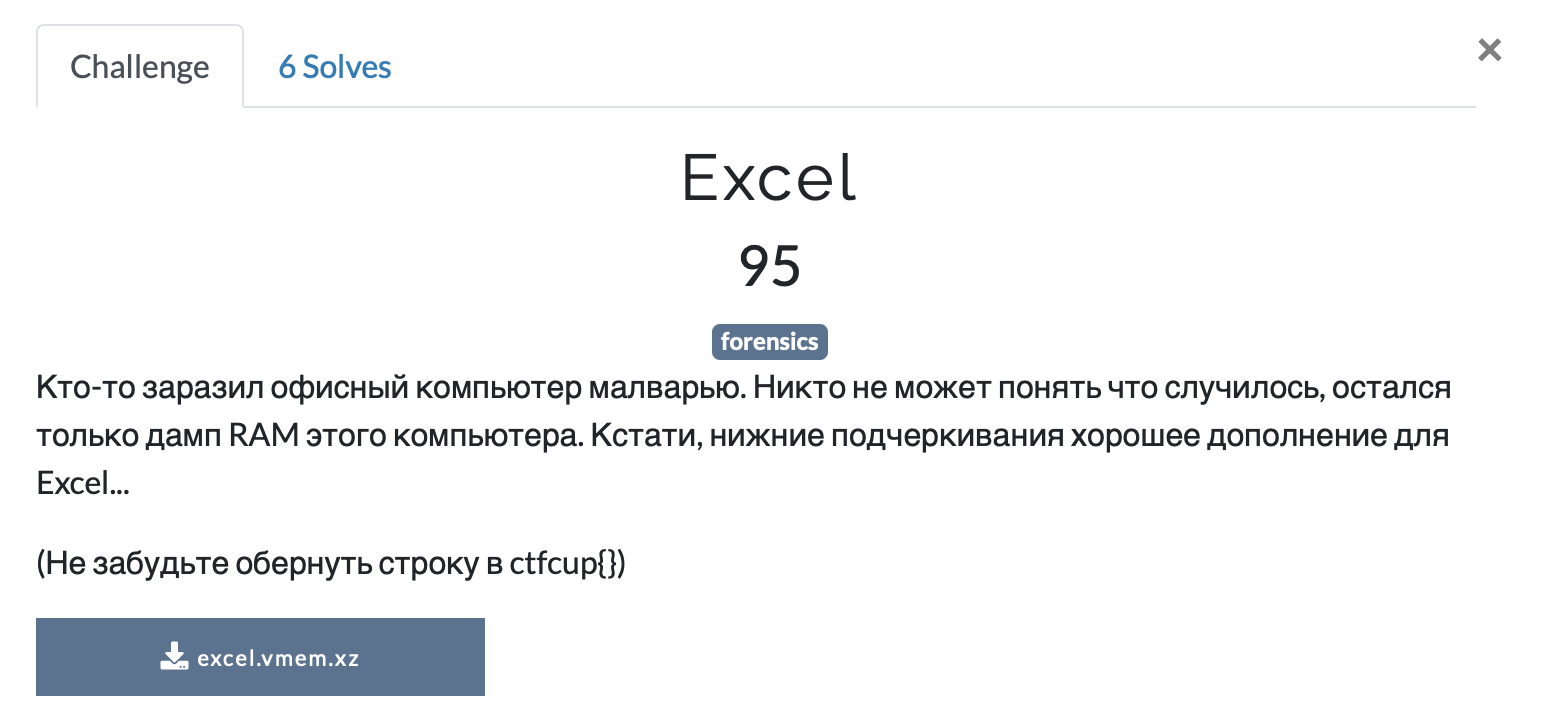 Challenge
6 Solves
×
Excel
95
forensics
Кто-то заразил офисный компьютер малварью. Никто не может понять что случилось, остался
только дамп RAM этого компьютера. Кстати, нижние подчеркивания хорошее дополнение для
Excel...
(Не забудьте обернуть строку в ctfcup{})
excel.vmem.xz